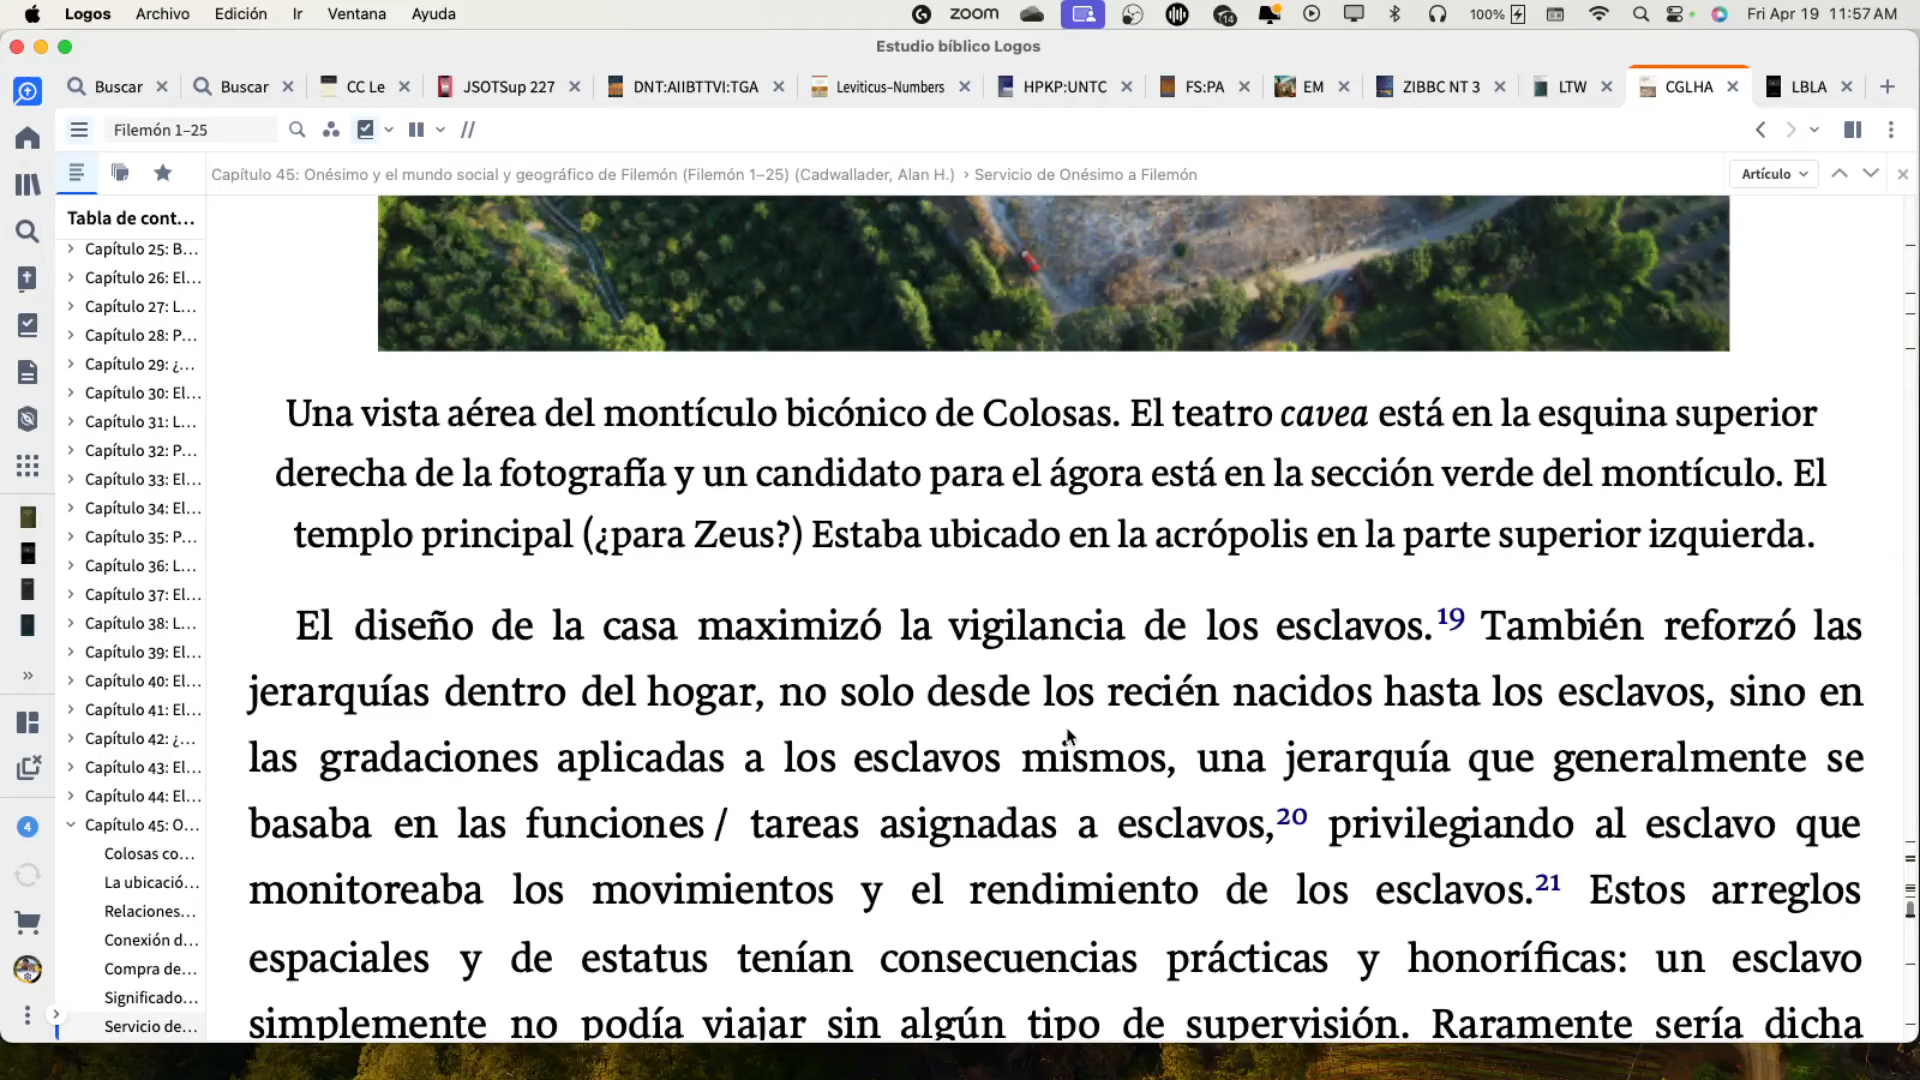 Logos Archivo Edición Ir Ventana Ayuda zoom 14 100% Fri Apr 19 11:57 AM
Estudio bíblico Logos
Buscar Buscar CC Le JSOTSup 227 DNT:AIIBTTVI:TGA Leviticus–Numbers HPKP:UNTC FS:PA EM ZIBBC NT 3 LTW CGLHA LBLA
Filemón 1–25
Capítulo 45: Onésimo y el mundo social y geográfico de Filemón (Filemón 1–25) (Cadwallader, Alan H.) › Servicio de Onésimo a Filemón Artículo
Tabla de cont...
Capítulo 25: B...
Capítulo 26: El...
Capítulo 27: L...
Capítulo 28: P...
Capítulo 29: ¿...
Capítulo 30: El...
Capítulo 31: L...
Capítulo 32: P...
Capítulo 33: El...
Capítulo 34: El...
Capítulo 35: P...
Capítulo 36: L...
Capítulo 37: El...
Capítulo 38: L...
Capítulo 39: El...
Capítulo 40: El...
Capítulo 41: El...
Capítulo 42: ¿...
Capítulo 43: El...
Capítulo 44: El...
Capítulo 45: O...
Colosas co...
La ubicació...
Relaciones...
Conexión d...
Compra de...
Significado...
Servicio de...
4
Una vista aérea del montículo bicónico de Colosas. El teatro cavea está en la esquina superior
derecha de la fotografía y un candidato para el ágora está en la sección verde del montículo. El
templo principal (¿para Zeus?) Estaba ubicado en la acrópolis en la parte superior izquierda.
El diseño de la casa maximizó la vigilancia de los esclavos.19 También reforzó las
jerarquías dentro del hogar, no solo desde los recién nacidos hasta los esclavos, sino en
las gradaciones aplicadas a los esclavos mismos, una jerarquía que generalmente se
basaba en las funciones / tareas asignadas a esclavos,20 privilegiando al esclavo que
monitoreaba los movimientos y el rendimiento de los esclavos.21 Estos arreglos
espaciales y de estatus tenían consecuencias prácticas y honoríficas: un esclavo
simplemente no podía viajar sin algún tipo de supervisión. Raramente sería dicha